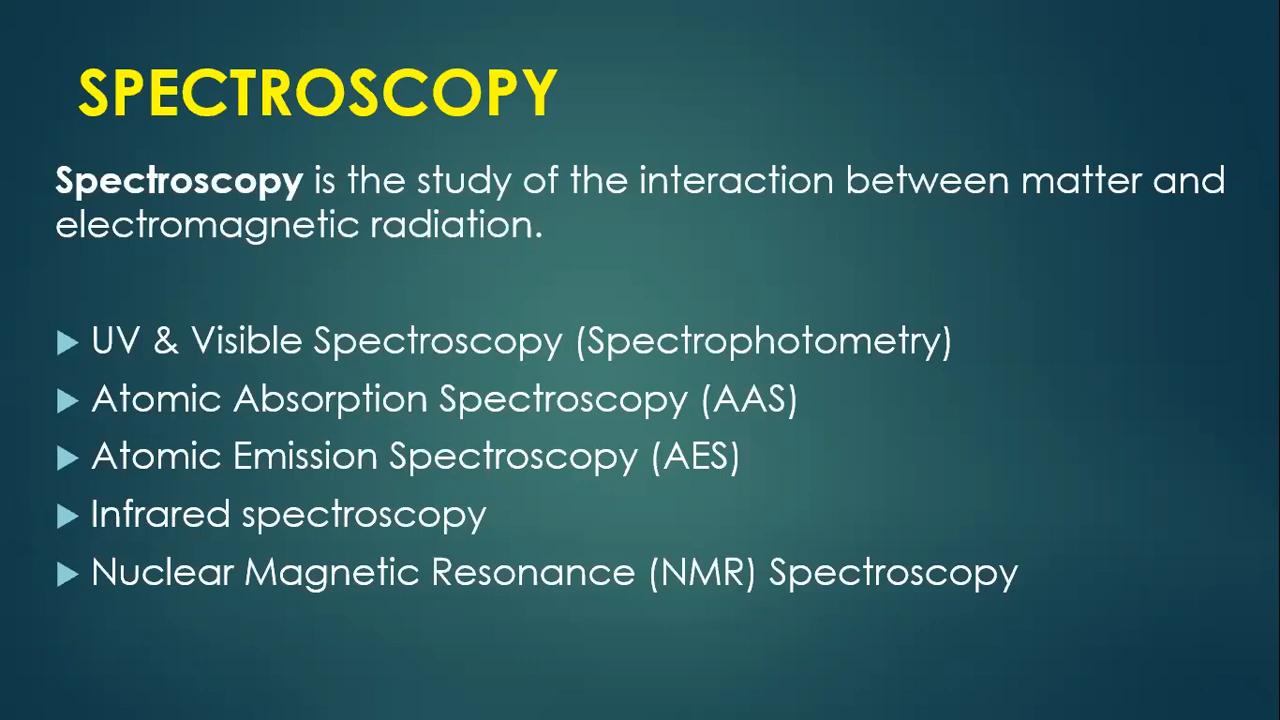 SPECTROSCOPY
Spectroscopy is the study of the interaction between matter and
electromagnetic radiation.
UV & Visible Spectroscopy (Spectrophotometry)
Atomic Absorption Spectroscopy (AAS)
Atomic Emission Spectroscopy (AES)
Infrared spectroscopy
Nuclear Magnetic Resonance (NMR) Spectroscopy